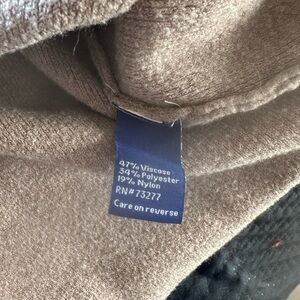 47% Viscose
34% Polyester
19% Nylon
RN# 73277
Care on reverse